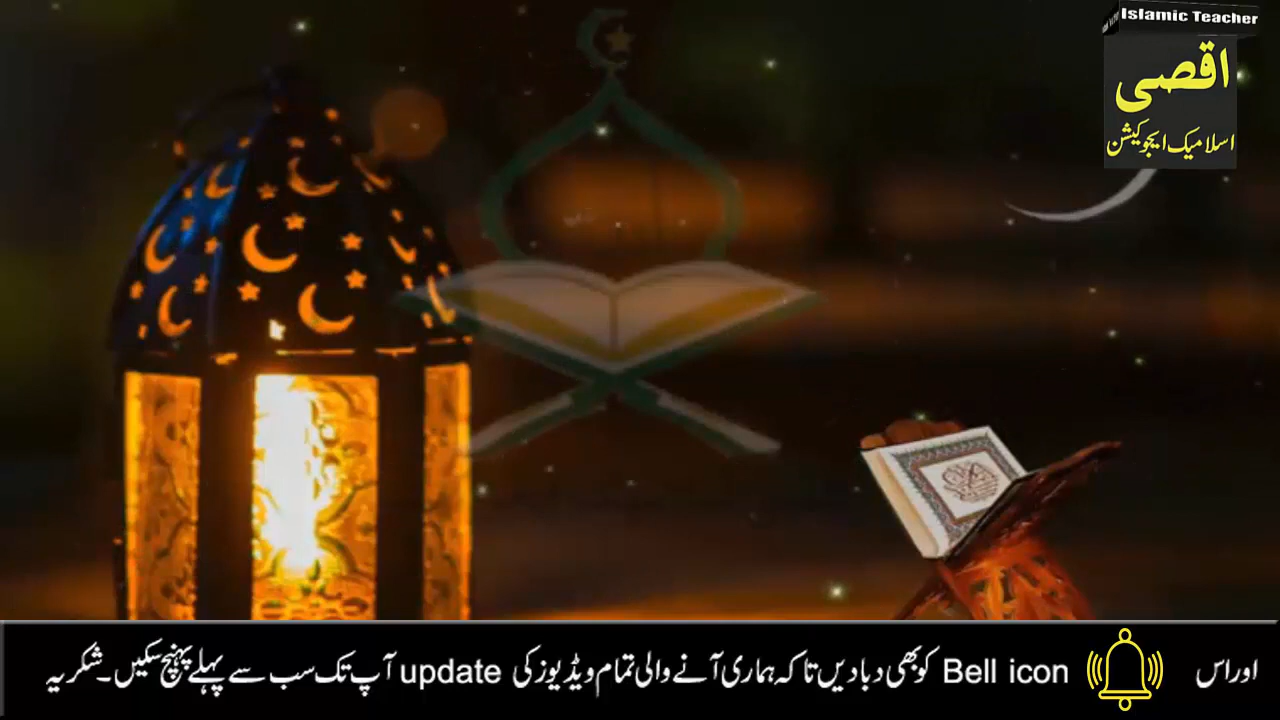 Islamic Teacher
اقصی
اسلامیک ایجوکیشن
اور اس Bell icon کو بھی دبا دیں تا کہ ہماری آنے والی تمام ویڈیوز کی update آپ تک سب سے پہلے پہنچ سکیں۔ شکریہ